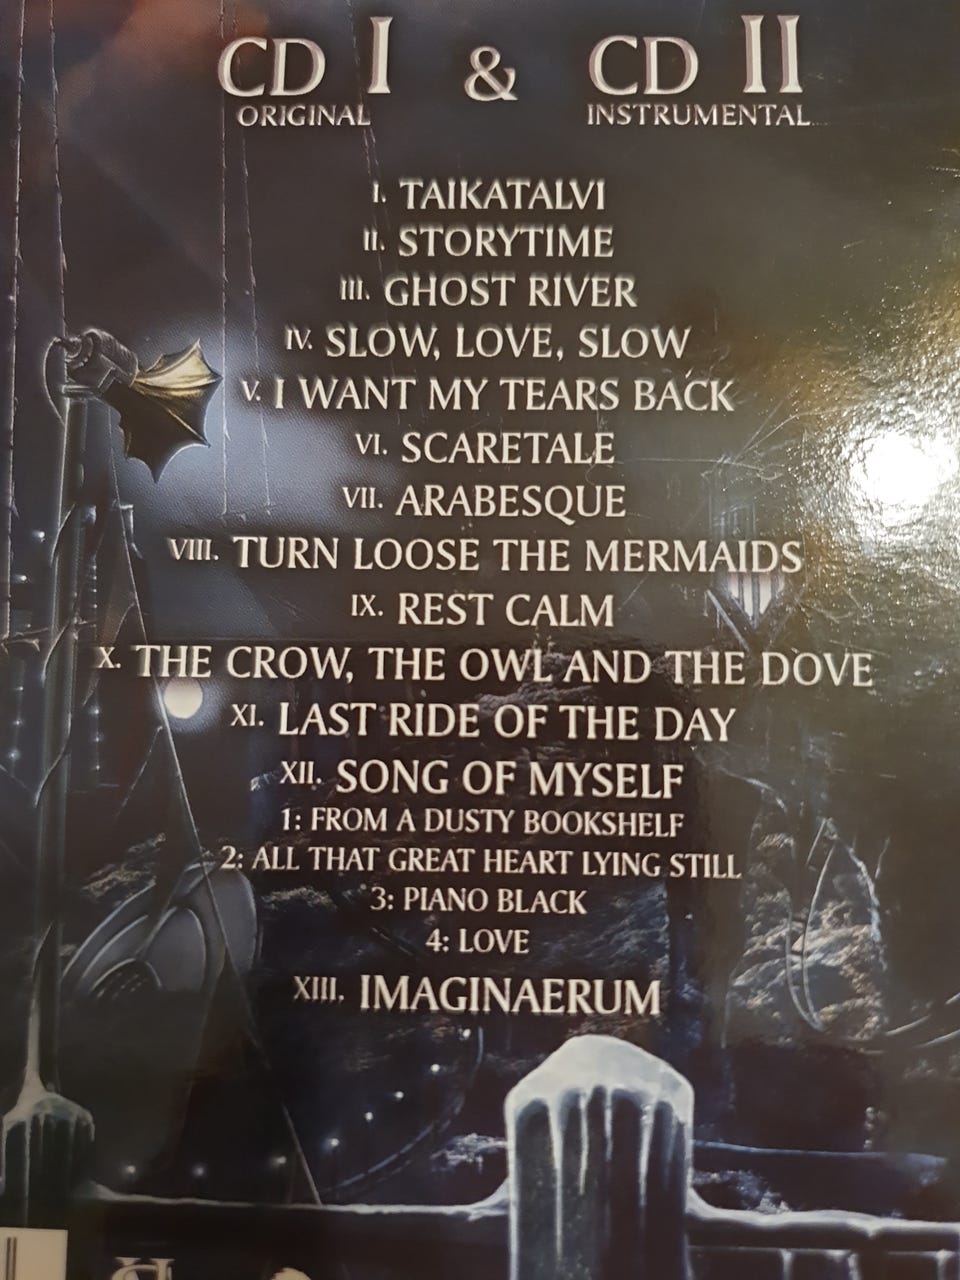 CD I & CD II
ORIGINAL INSTRUMENTAL
I. TAIKATALVI
II. STORYTIME
III. GHOST RIVER
IV. SLOW, LOVE, SLOW
V. I WANT MY TEARS BACK
VI. SCARETALE
VII. ARABESQUE
VIII. TURN LOOSE THE MERMAIDS
IX. REST CALM
X. THE CROW, THE OWL AND THE DOVE
XI. LAST RIDE OF THE DAY
XII. SONG OF MYSELF
1: FROM A DUSTY BOOKSHELF
2: ALL THAT GREAT HEART LYING STILL
3: PIANO BLACK
4: LOVE
XIII. IMAGINAERUM